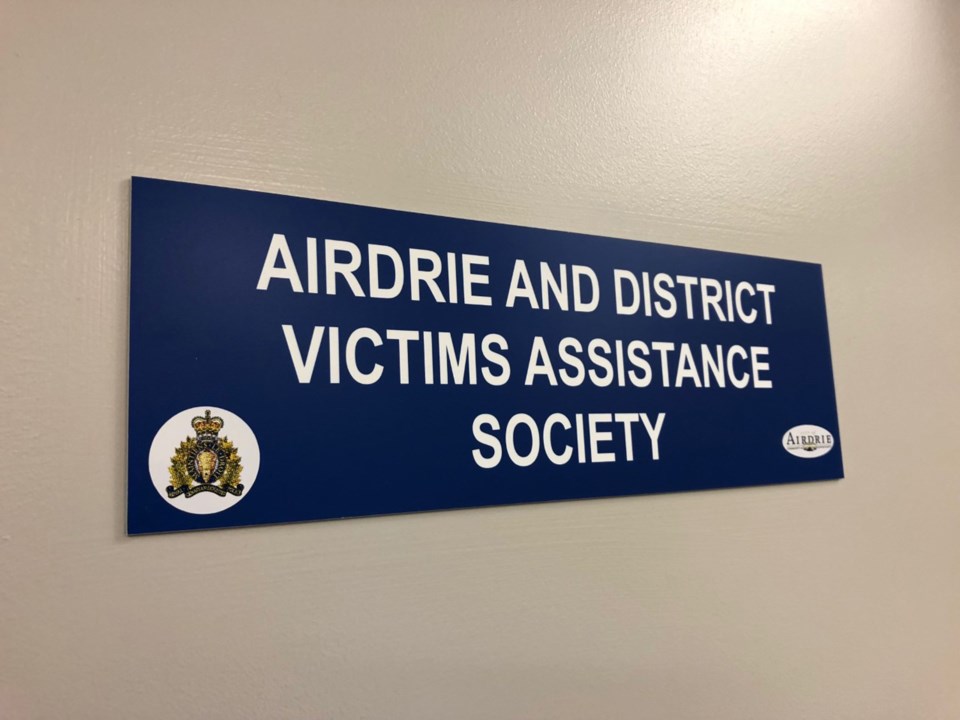 AIRDRIE AND DISTRICT
VICTIMS ASSISTANCE
SOCIETY
AIRDRIE